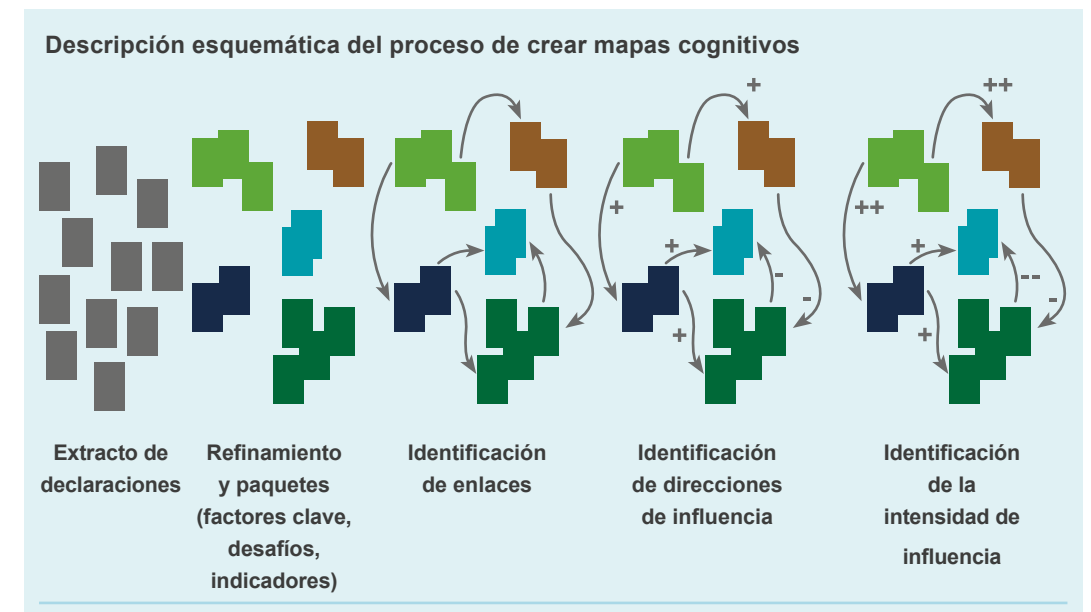 Descripción esquemática del proceso de crear mapas cognitivos
+
+
+
-
-
+
++
++
+
--
-
+
Extracto de
declaraciones
Refinamiento
y paquetes
(factores clave,
desafíos,
indicadores)
Identificación
de enlaces
Identificación
de direcciones
de influencia
Identificación
de la
intensidad de
influencia